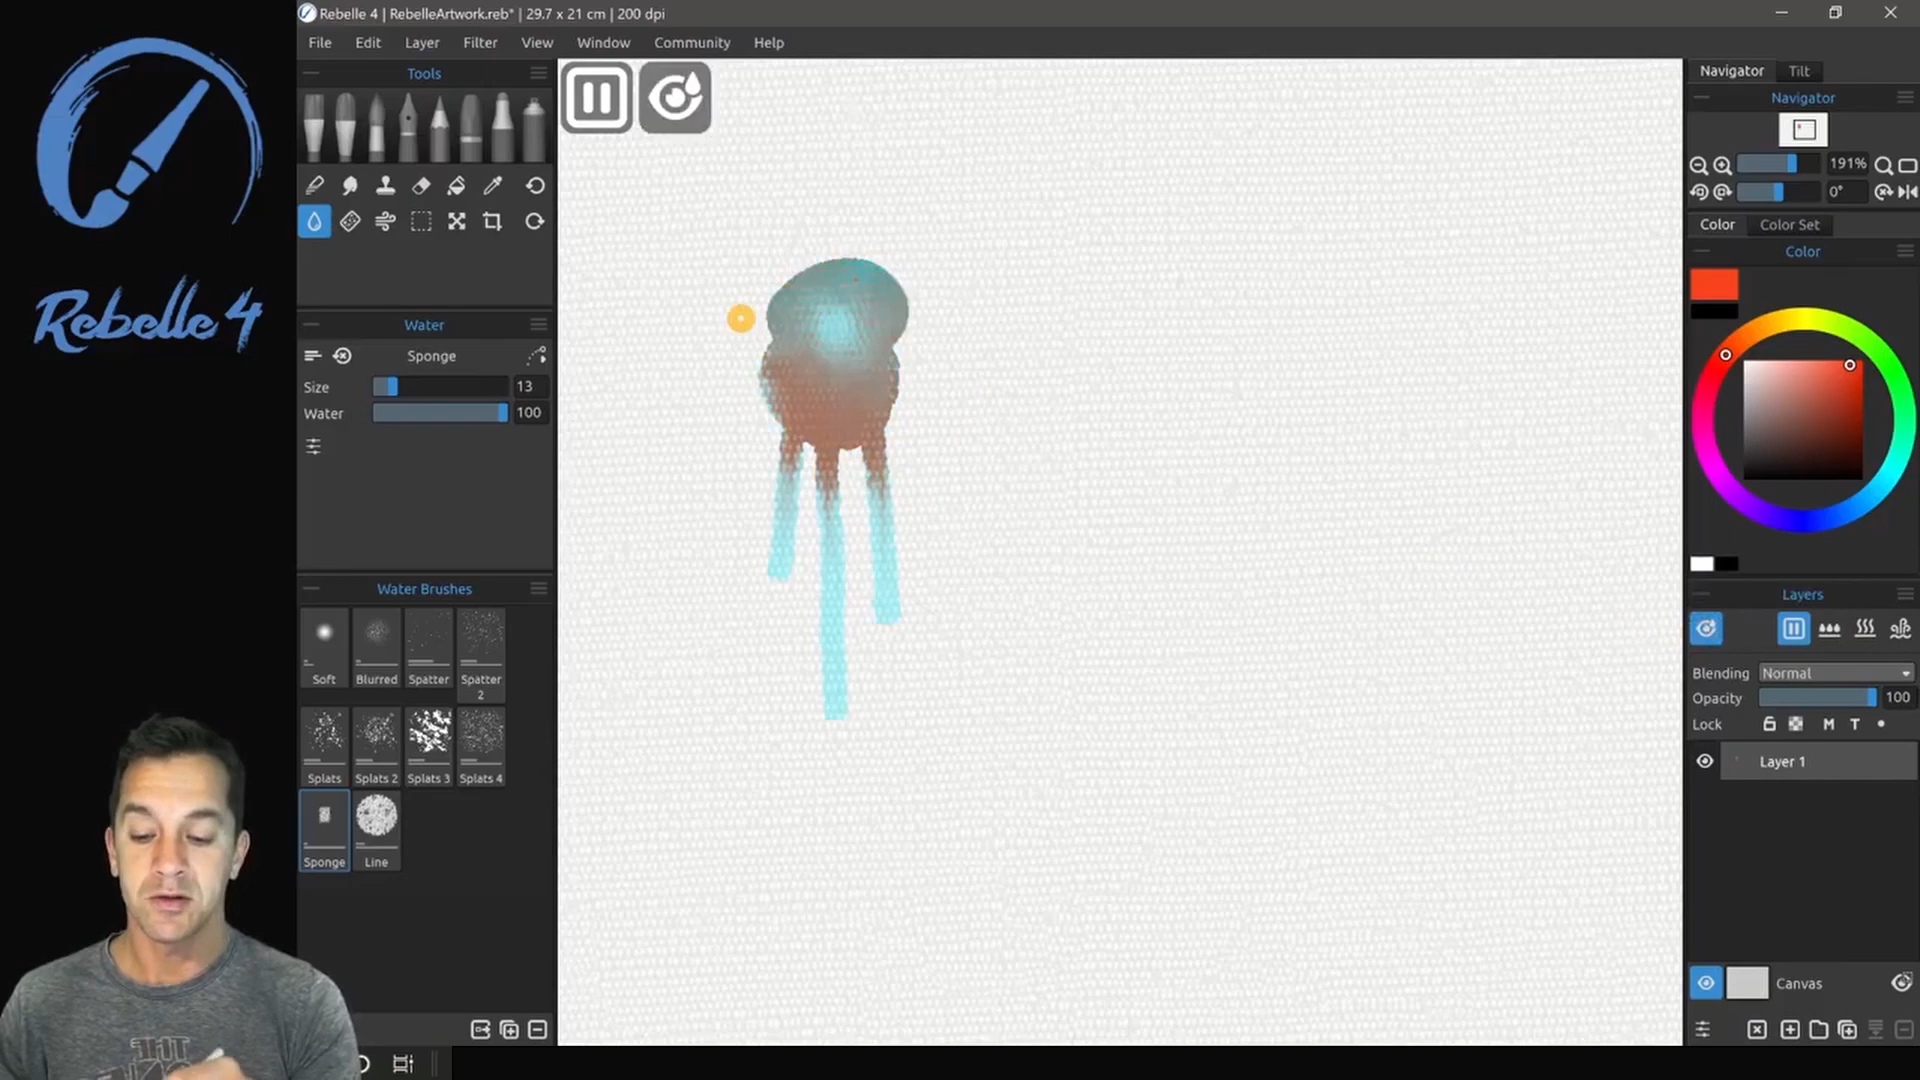 Rebelle 4 | RebelleArtwork.reb* | 29.7 x 21 cm | 200 dpi
File Edit Layer Filter View Window Community Help
Rebelle 4
Tools
Water
Sponge
Size 13
Water 100
Water Brushes
Soft Blurred Spatter Spatter 2
Splats Splats 2 Splats 3 Splats 4
Sponge Line
Navigator Tilt
Navigator
191%
0°
Color Color Set
Color
Layers
Blending Normal
Opacity 100
Lock M T
Layer 1
Canvas